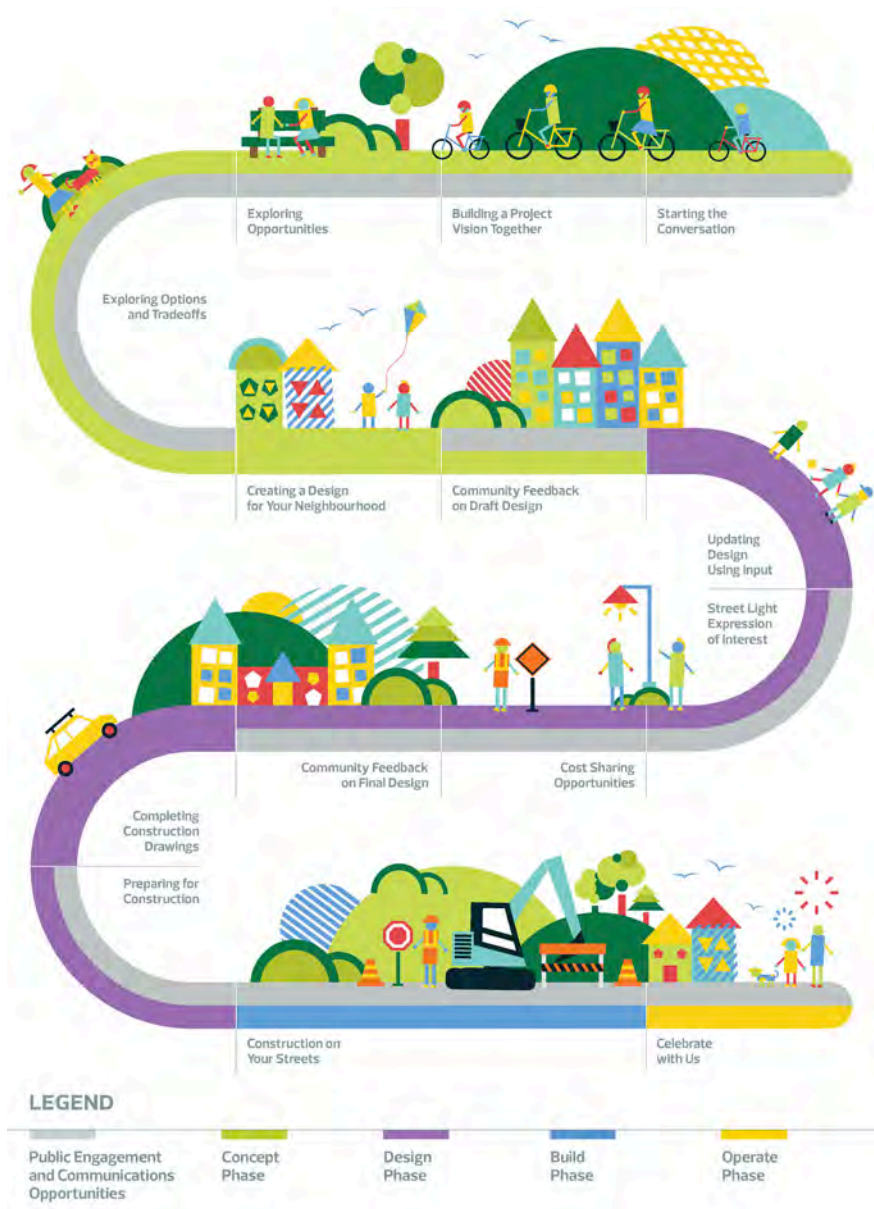 Exploring
Opportunities
Building a Project
Vision Together
Starting the
Conversation
Exploring Options
and Tradeoffs
Creating a Design
for Your Neighbourhood
Community Feedback
on Draft Design
Updating
Design
Using Input
Street Light
Expression
of Interest
Community Feedback
on Final Design
Cost Sharing
Opportunities
Completing
Construction
Drawings
Preparing for
Construction
Construction on
Your Streets
Celebrate
with Us
LEGEND
Public Engagement
and Communications
Opportunities
Concept
Phase
Design
Phase
Build
Phase
Operate
Phase